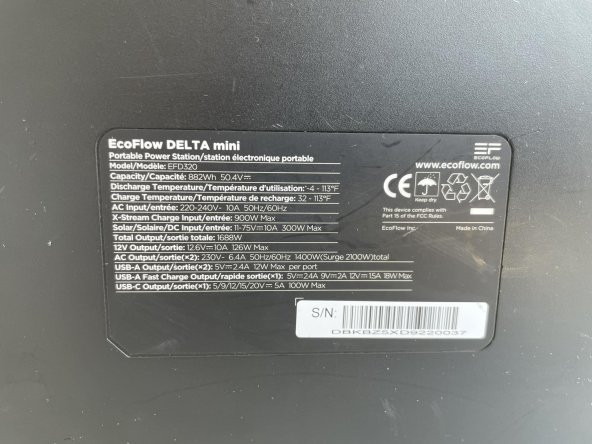 EcoFlow DELTA mini
Portable Power Station/station électronique portable
Model/Modèle: EFD320
Capacity/Capacité: 882Wh 50.4V⎓
Discharge Temperature/Température d'utilisation:-4 - 113°F
Charge Temperature/Température de recharge: 32 - 113°F
AC Input/entrée: 220-240V~ 10A 50Hz/60Hz
X-Stream Charge Input/entrée: 900W Max
Solar/Solaire/DC Input/entrée: 11-75V⎓10A 300W Max
Total Output/sortie totale: 1688W
12V Output/sortie: 12.6V⎓10A 126W Max
AC Output/sortie(×2): 230V~ 6.4A 50Hz/60Hz 1400W(Surge 2100W)total
USB-A Output/sortie(×2): 5V⎓2.4A 12W Max per port
USB-A Fast Charge Output/rapide sortie(×1): 5V⎓2.4A 9V⎓2A 12V⎓1.5A 18W Max
USB-C Output/sortie(×1): 5/9/12/15/20V⎓5A 100W Max
EF
ECOFLOW
www.ecoflow.com
CE
Keep dry
This device complies with
Part 15 of the FCC Rules.
EcoFlow Inc. Made in China
S/N:
DBKBZ5XD9220037